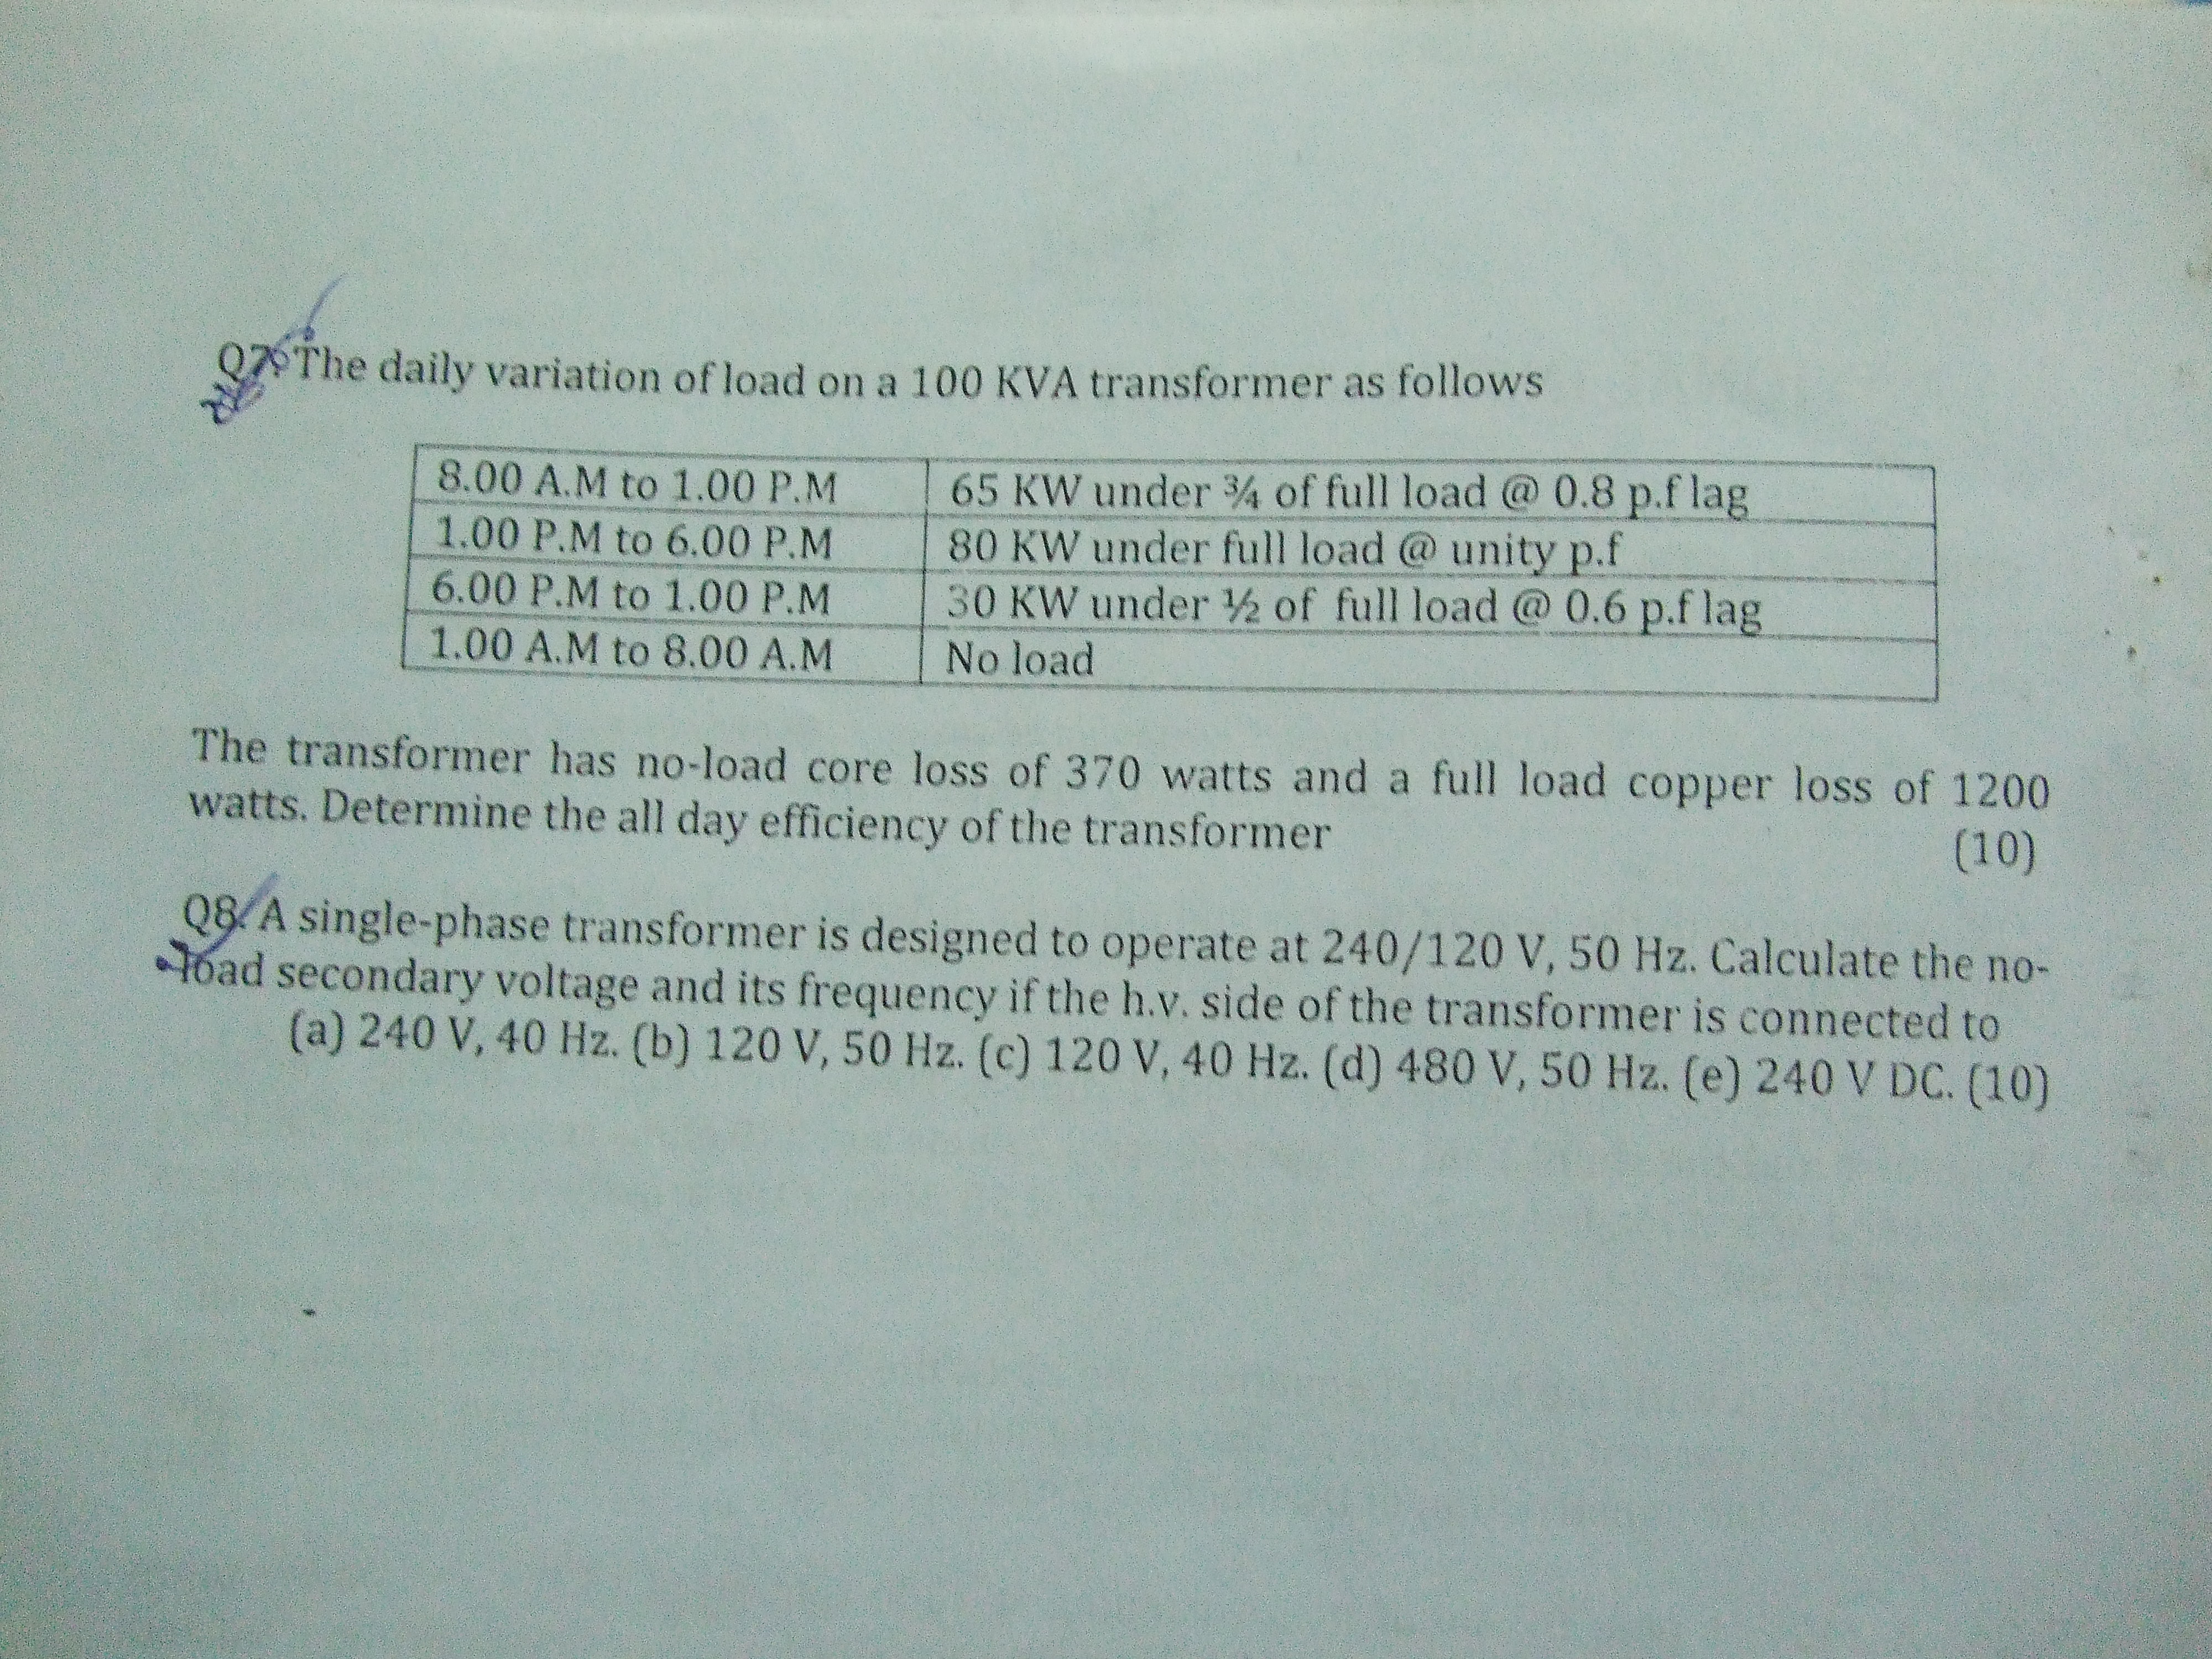 Q7. The daily variation of load on a 100 KVA transformer as follows
8.00 A.M to 1.00 P.M 65 KW under ¾ of full load @ 0.8 p.f lag
1.00 P.M to 6.00 P.M 80 KW under full load @ unity p.f
6.00 P.M to 1.00 P.M 30 KW under ½ of full load @ 0.6 p.f lag
1.00 A.M to 8.00 A.M No load
The transformer has no-load core loss of 370 watts and a full load copper loss of 1200
watts. Determine the all day efficiency of the transformer
(10)
Q8. A single-phase transformer is designed to operate at 240/120 V, 50 Hz. Calculate the no-
load secondary voltage and its frequency if the h.v. side of the transformer is connected to
(a) 240 V, 40 Hz. (b) 120 V, 50 Hz. (c) 120 V, 40 Hz. (d) 480 V, 50 Hz. (e) 240 V DC. (10)